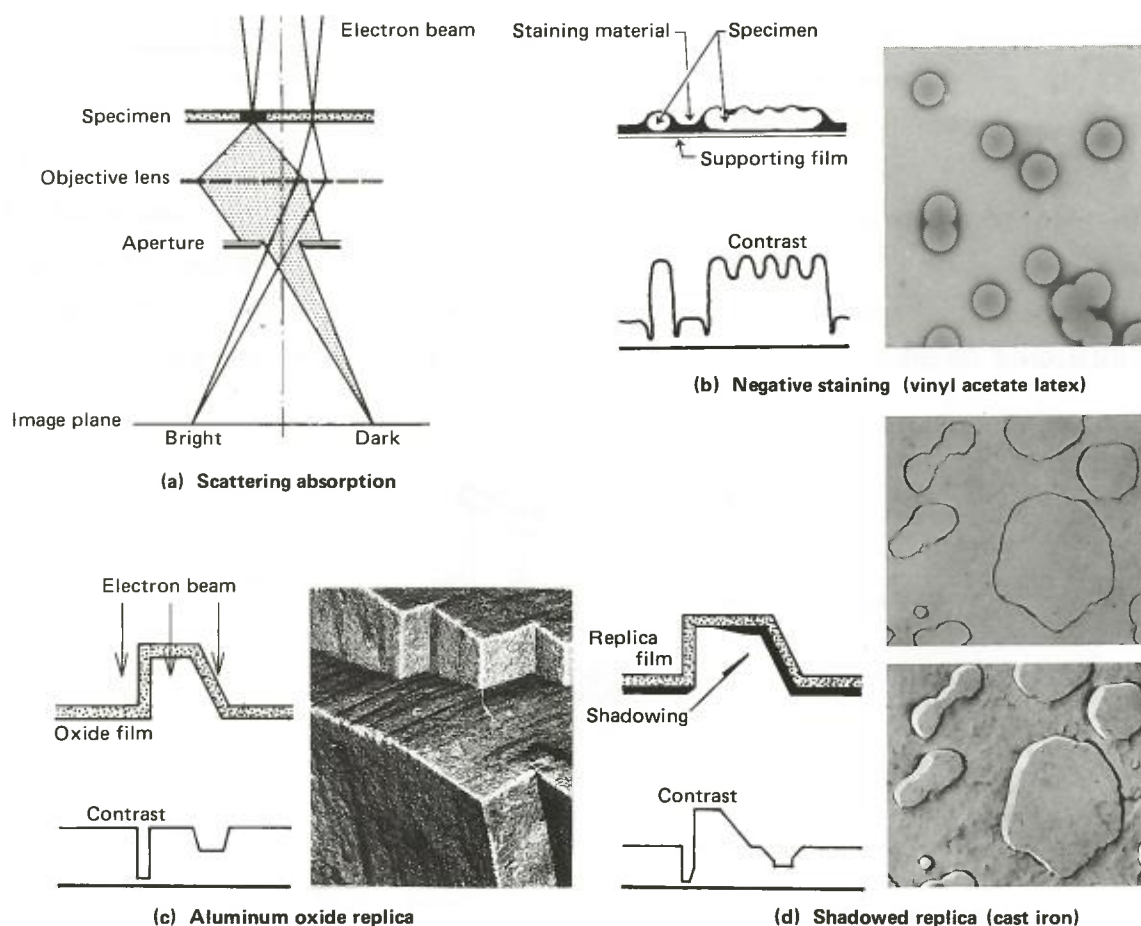 Electron beam
Specimen
Objective lens
Aperture
Image plane
Bright Dark
(a) Scattering absorption
Staining material Specimen
Supporting film
Contrast
(b) Negative staining (vinyl acetate latex)
Electron beam
Oxide film
Contrast
(c) Aluminum oxide replica
Replica
film
Shadowing
Contrast
(d) Shadowed replica (cast iron)